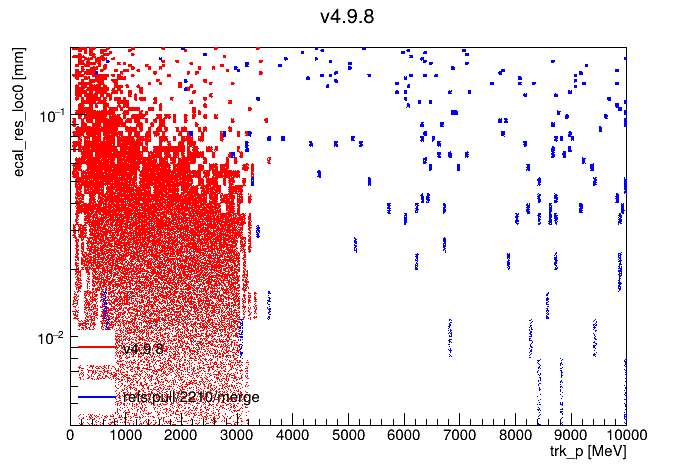 v4.9.8
ecal_res_loc0 [mm]
10⁻¹
10⁻²
v4.9.8
refs/pull/2210/merge
0 1000 2000 3000 4000 5000 6000 7000 8000 9000 10000
trk_p [MeV]